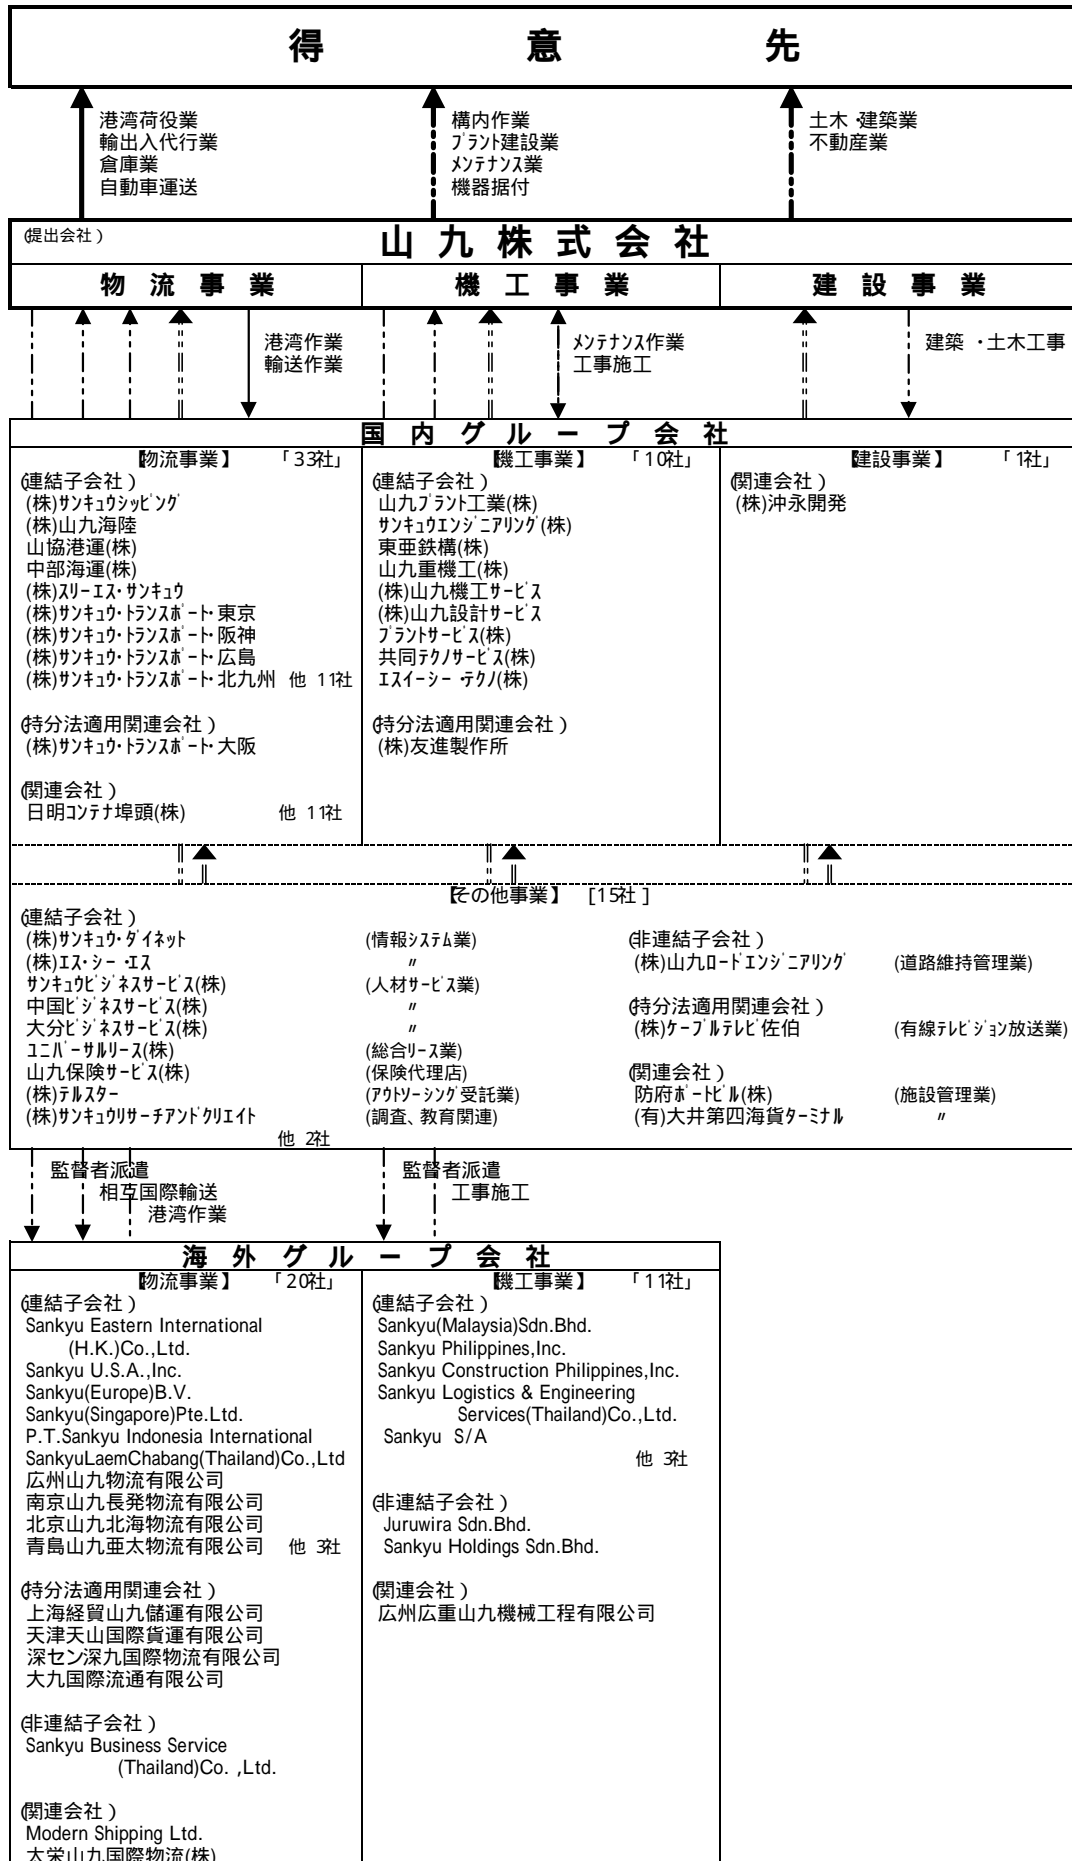 得意先
港湾荷役業
輸出入代行業
倉庫業
自動車運送
構内作業
プラント建設業
メンテナンス業
機器据付
土木・建築業
不動産業
(提出会社)
山九株式会社
物流事業
機工事業
建設事業
港湾作業
輸送作業
メンテナンス作業
工事施工
建築・土木工事
国内グループ会社
【物流事業】 「33社」
(連結子会社)
(株)サンキュウシッピング
(株)山九海陸
山協港運(株)
中部海運(株)
(株)スリーエス・サンキュウ
(株)サンキュウ・トランスポート・東京
(株)サンキュウ・トランスポート・阪神
(株)サンキュウ・トランスポート・広島
(株)サンキュウ・トランスポート・北九州 他 11社
(持分法適用関連会社)
(株)サンキュウ・トランスポート・大阪
(関連会社)
日明コンテナ埠頭(株) 他 11社
【機工事業】 「10社」
(連結子会社)
山九プラント工業(株)
サンキュウエンジニアリング(株)
東亜鉄構(株)
山九重機工(株)
(株)山九機工サービス
(株)山九設計サービス
プラントサービス(株)
共同テクノサービス(株)
エスイーシー・テクノ(株)
(持分法適用関連会社)
(株)友進製作所
【建設事業】 「1社」
(関連会社)
(株)沖永開発
【その他事業】 [15社]
(連結子会社)
(株)サンキュウ・ダイネット (情報システム業)
(株)エス・シー・エス 〃
サンキュウビジネスサービス(株) (人材サービス業)
中国ビジネスサービス(株) 〃
大分ビジネスサービス(株) 〃
ユニバーサルリース(株) (総合リース業)
山九保険サービス(株) (保険代理店)
(株)テルスター (アウトソーシング受託業)
(株)サンキュウリサーチアンドクリエイト (調査、教育関連)
他 2社
(非連結子会社)
(株)山九ロードエンジニアリング (道路維持管理業)
(持分法適用関連会社)
(株)ケーブルテレビ佐伯 (有線テレビジョン放送業)
(関連会社)
防府ポートビル(株) (施設管理業)
(有)大井第四海貨ターミナル 〃
監督者派遣
相互国際輸送
港湾作業
監督者派遣
工事施工
海外グループ会社
【物流事業】 「20社」
(連結子会社)
Sankyu Eastern International
(H.K.)Co.,Ltd.
Sankyu U.S.A.,Inc.
Sankyu(Europe)B.V.
Sankyu(Singapore)Pte.Ltd.
P.T.Sankyu Indonesia International
SankyuLaemChabang(Thailand)Co.,Ltd
広州山九物流有限公司
南京山九長発物流有限公司
北京山九北海物流有限公司
青島山九亜太物流有限公司 他 3社
(持分法適用関連会社)
上海経貿山九儲運有限公司
天津天山国際貨運有限公司
深セン深九国際物流有限公司
大九国際流通有限公司
(非連結子会社)
Sankyu Business Service
(Thailand)Co. ,Ltd.
(関連会社)
Modern Shipping Ltd.
大栄山九国際物流(株)
【機工事業】 「11社」
(連結子会社)
Sankyu(Malaysia)Sdn.Bhd.
Sankyu Philippines,Inc.
Sankyu Construction Philippines,Inc.
Sankyu Logistics & Engineering
Services(Thailand)Co.,Ltd.
Sankyu S/A
他 3社
(非連結子会社)
Juruwira Sdn.Bhd.
Sankyu Holdings Sdn.Bhd.
(関連会社)
広州広重山九機械工程有限公司